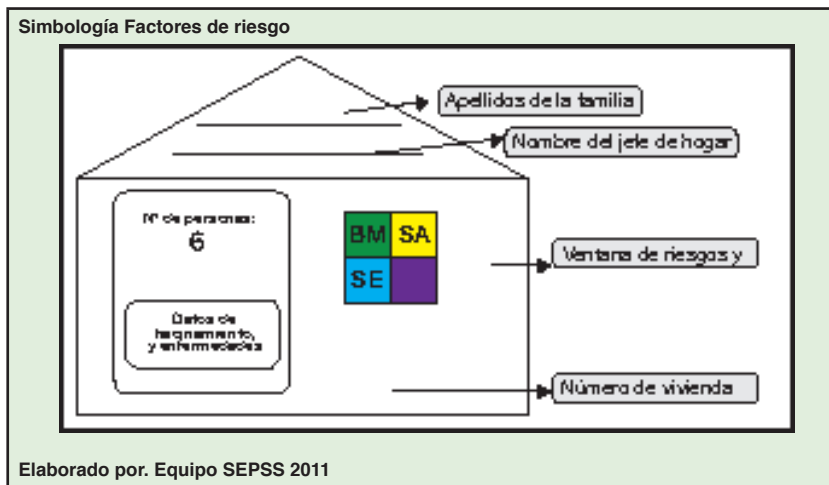 Simbología Factores de riesgo
Apellidos de la familia
Nombre del jefe de hogar
Nº de personas:
6
BM SA
SE
Ventana de riesgos y
Datos de
hacinamiento,
y enfermedades
Número de vivienda
Elaborado por. Equipo SEPSS 2011